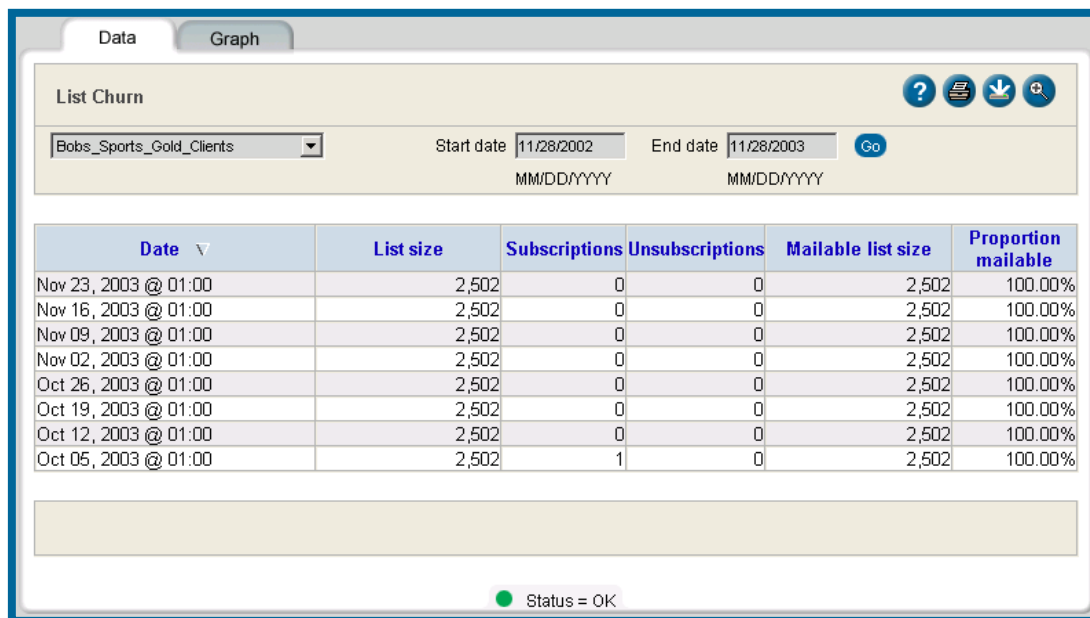 Data Graph
List Churn ?
Bobs_Sports_Gold_Clients Start date 11/28/2002 End date 11/28/2003 Go
MM/DD/YYYY MM/DD/YYYY
Date List size Subscriptions Unsubscriptions Mailable list size Proportion mailable
Nov 23, 2003 @ 01:00 2,502 0 0 2,502 100.00%
Nov 16, 2003 @ 01:00 2,502 0 0 2,502 100.00%
Nov 09, 2003 @ 01:00 2,502 0 0 2,502 100.00%
Nov 02, 2003 @ 01:00 2,502 0 0 2,502 100.00%
Oct 26, 2003 @ 01:00 2,502 0 0 2,502 100.00%
Oct 19, 2003 @ 01:00 2,502 0 0 2,502 100.00%
Oct 12, 2003 @ 01:00 2,502 0 0 2,502 100.00%
Oct 05, 2003 @ 01:00 2,502 1 0 2,502 100.00%
Status = OK